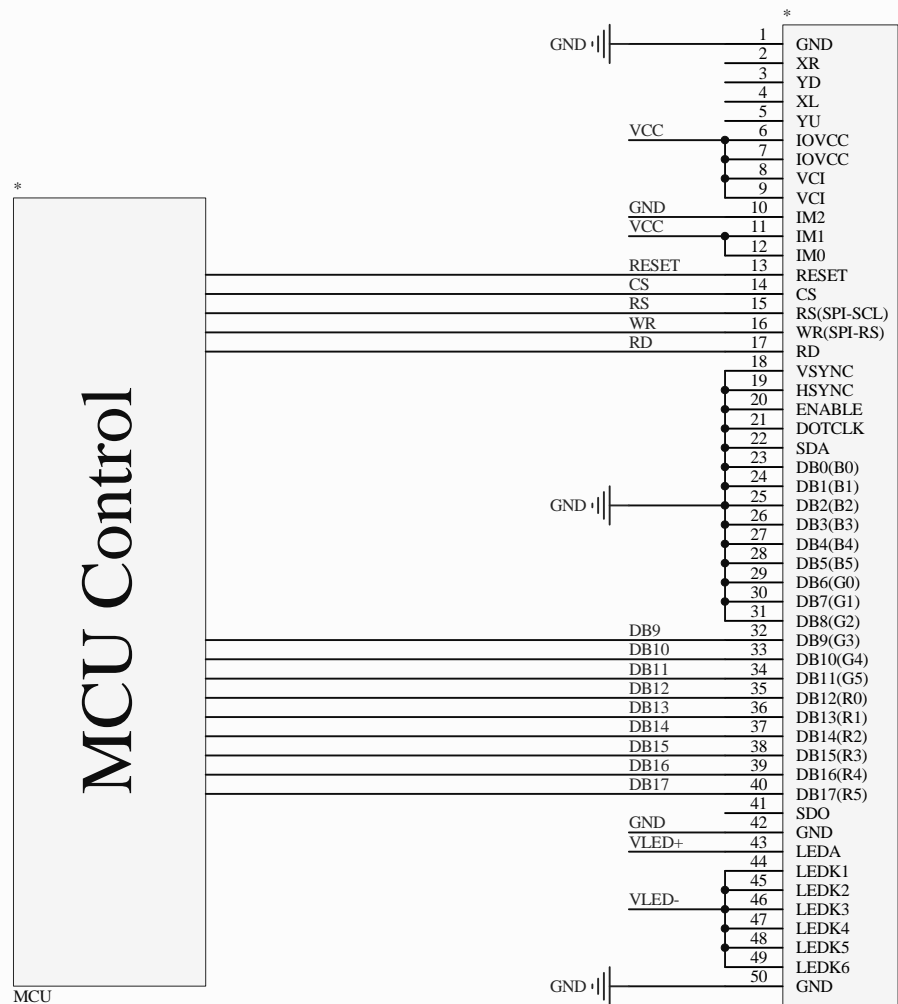 *
MCU Control
MCU
*
GND 1 GND
2 XR
3 YD
4 XL
5 YU
VCC 6 IOVCC
7 IOVCC
8 VCI
9 VCI
GND 10 IM2
VCC 11 IM1
12 IM0
RESET 13 RESET
CS 14 CS
RS 15 RS(SPI-SCL)
WR 16 WR(SPI-RS)
RD 17 RD
18 VSYNC
19 HSYNC
20 ENABLE
21 DOTCLK
22 SDA
23 DB0(B0)
24 DB1(B1)
GND 25 DB2(B2)
26 DB3(B3)
27 DB4(B4)
28 DB5(B5)
29 DB6(G0)
30 DB7(G1)
31 DB8(G2)
DB9 32 DB9(G3)
DB10 33 DB10(G4)
DB11 34 DB11(G5)
DB12 35 DB12(R0)
DB13 36 DB13(R1)
DB14 37 DB14(R2)
DB15 38 DB15(R3)
DB16 39 DB16(R4)
DB17 40 DB17(R5)
41 SDO
GND 42 GND
VLED+ 43 LEDA
44 LEDK1
45 LEDK2
VLED- 46 LEDK3
47 LEDK4
48 LEDK5
49 LEDK6
GND 50 GND